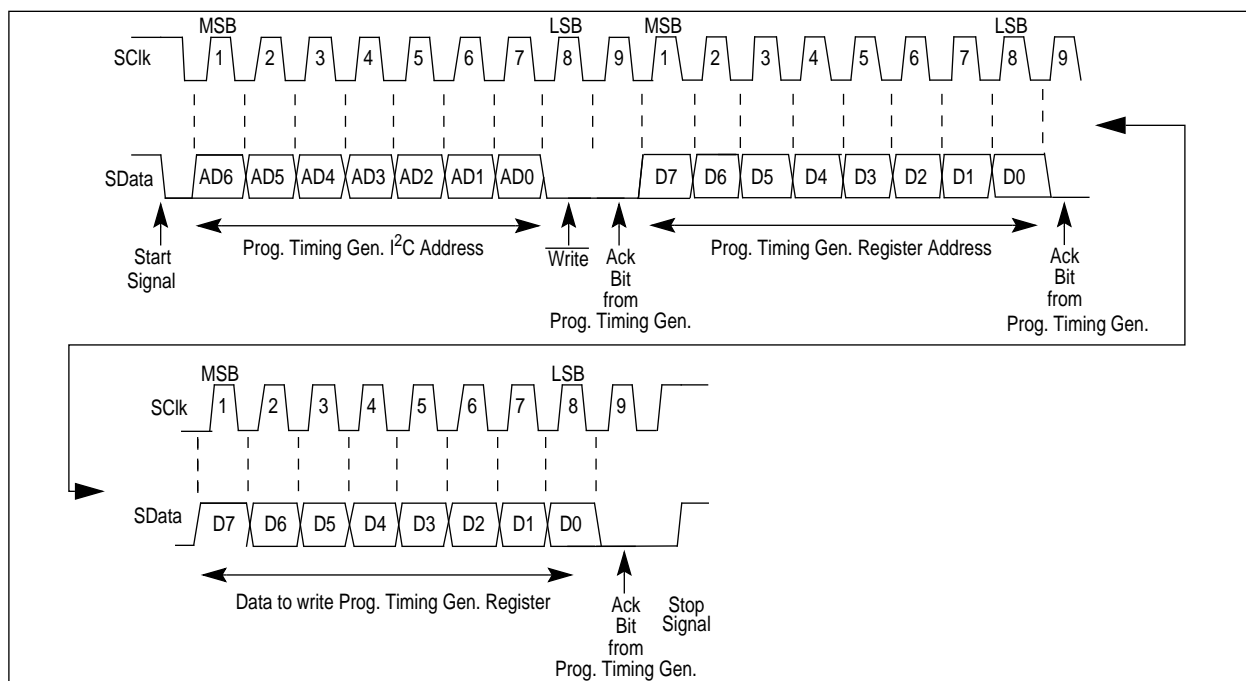 MSB LSB MSB LSB
SClk 1 2 3 4 5 6 7 8 9 1 2 3 4 5 6 7 8 9
SData AD6 AD5 AD4 AD3 AD2 AD1 AD0 D7 D6 D5 D4 D3 D2 D1 D0
Prog. Timing Gen. I²C Address
Prog. Timing Gen. Register Address
Start
Signal
Write
Ack
Bit
from
Prog. Timing Gen.
Ack
Bit
from
Prog. Timing Gen.
MSB LSB
SClk 1 2 3 4 5 6 7 8 9
SData D7 D6 D5 D4 D3 D2 D1 D0
Data to write Prog. Timing Gen. Register
Ack
Bit
from
Prog. Timing Gen.
Stop
Signal